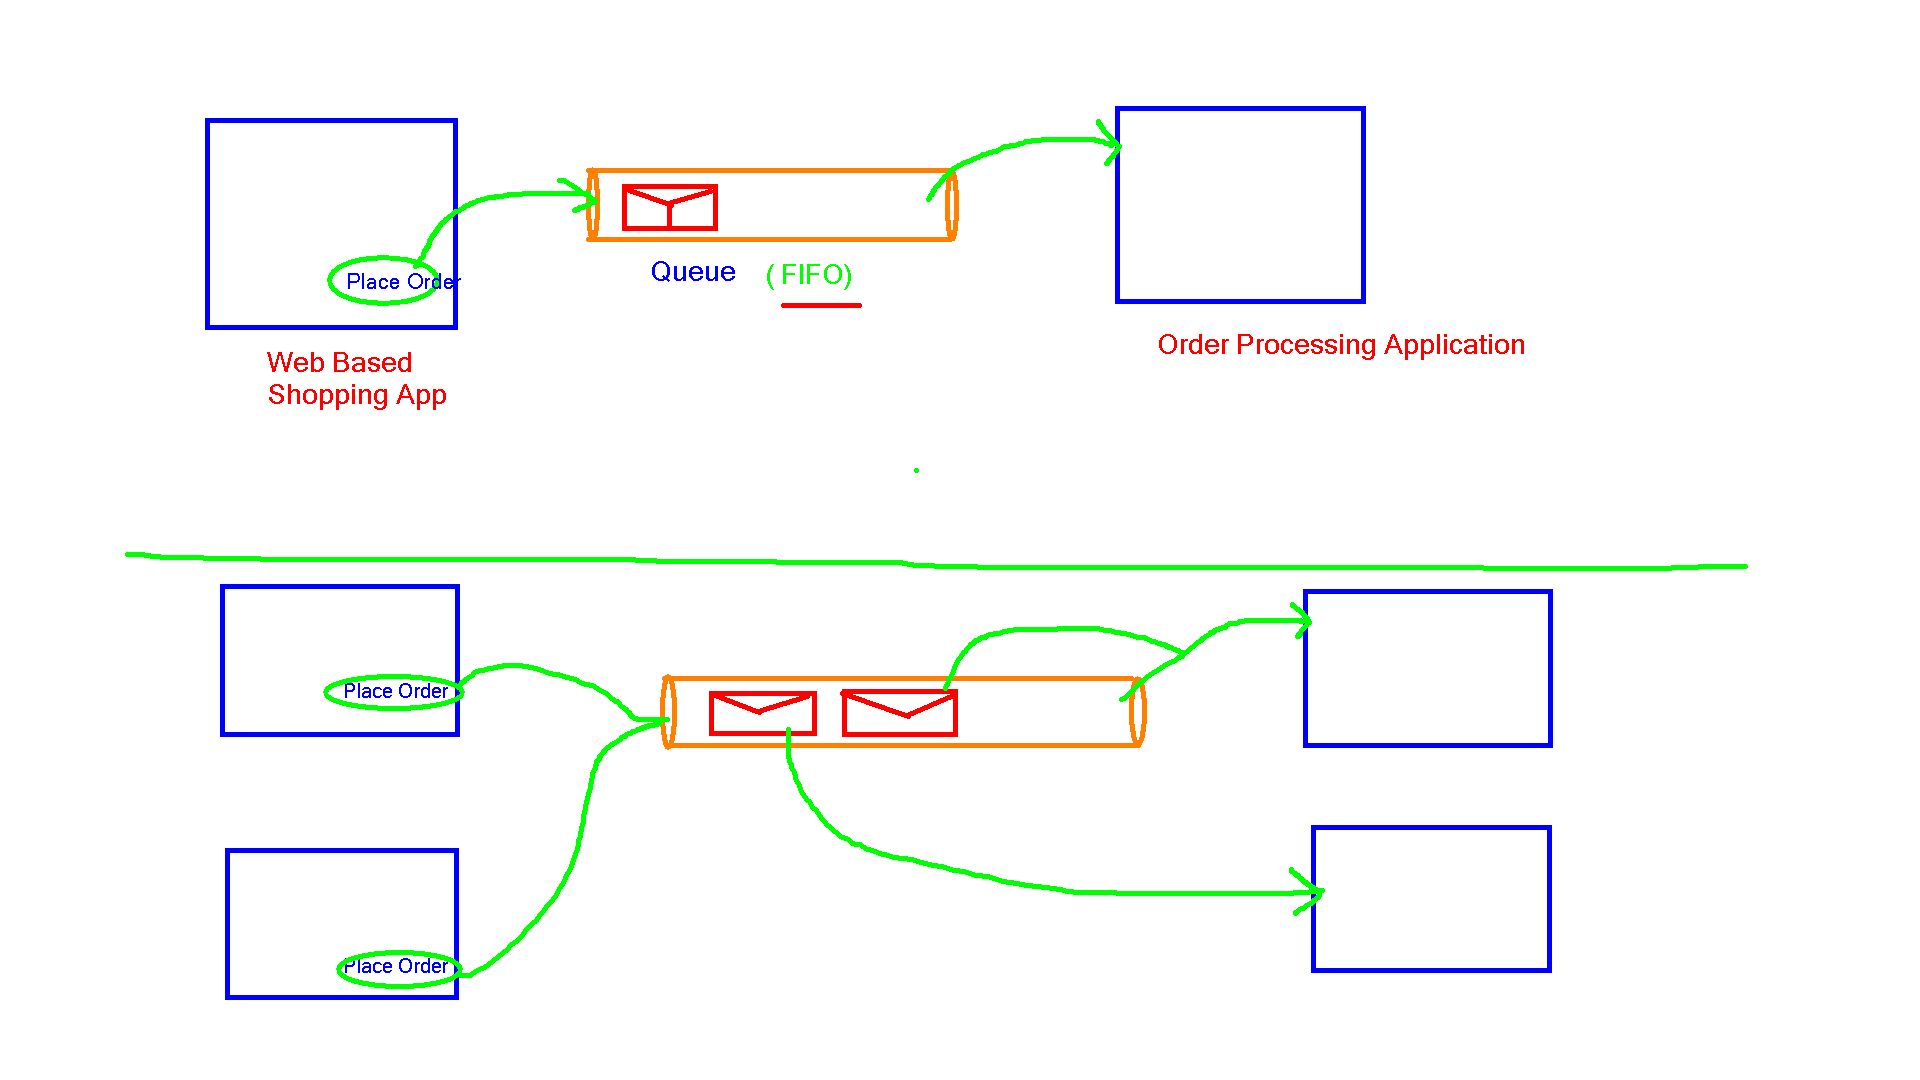 Place Order
Queue (FIFO)
Web Based
Shopping App
Order Processing Application
Place Order
Place Order